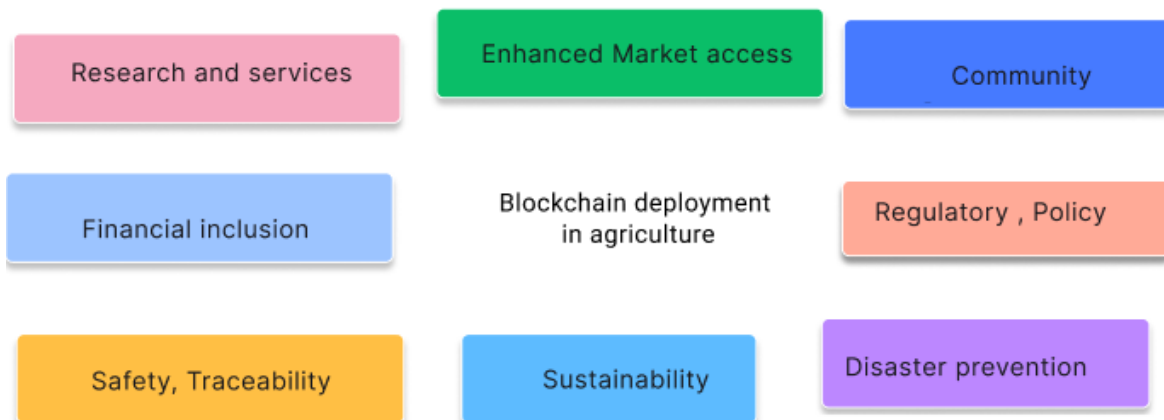 Research and services
Enhanced Market access
Community
Financial inclusion
Blockchain deployment
in agriculture
Regulatory , Policy
Safety, Traceability
Sustainability
Disaster prevention